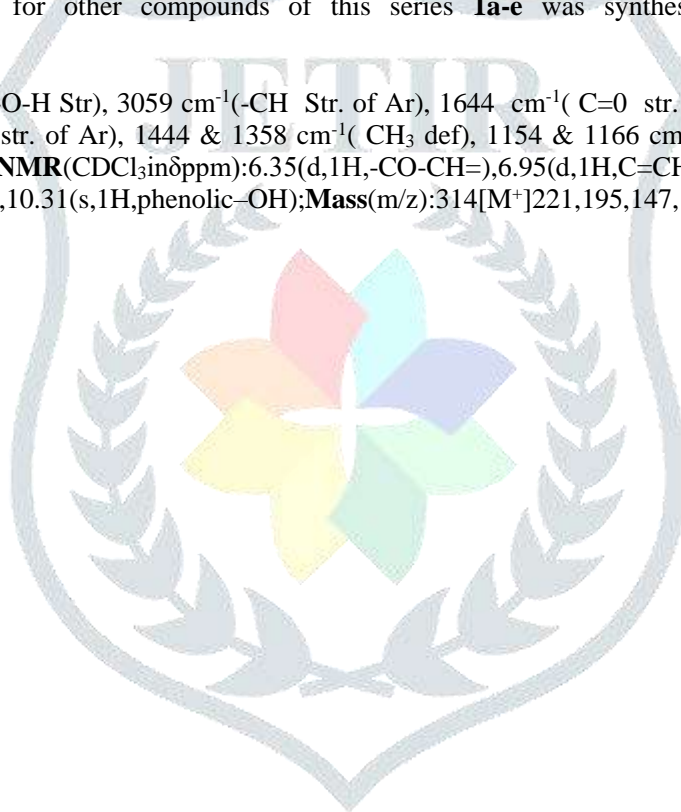 for other compounds of this series 1a-e was synthes
JETIR
O-H Str), 3059 cm⁻¹(-CH Str. of Ar), 1644 cm⁻¹( C=0 str.
str. of Ar), 1444 & 1358 cm⁻¹( CH₃ def), 1154 & 1166 cm
NMR(CDCl₃inδppm):6.35(d,1H,-CO-CH=),6.95(d,1H,C=CH
,10.31(s,1H,phenolic–OH);Mass(m/z):314[M⁺]221,195,147,